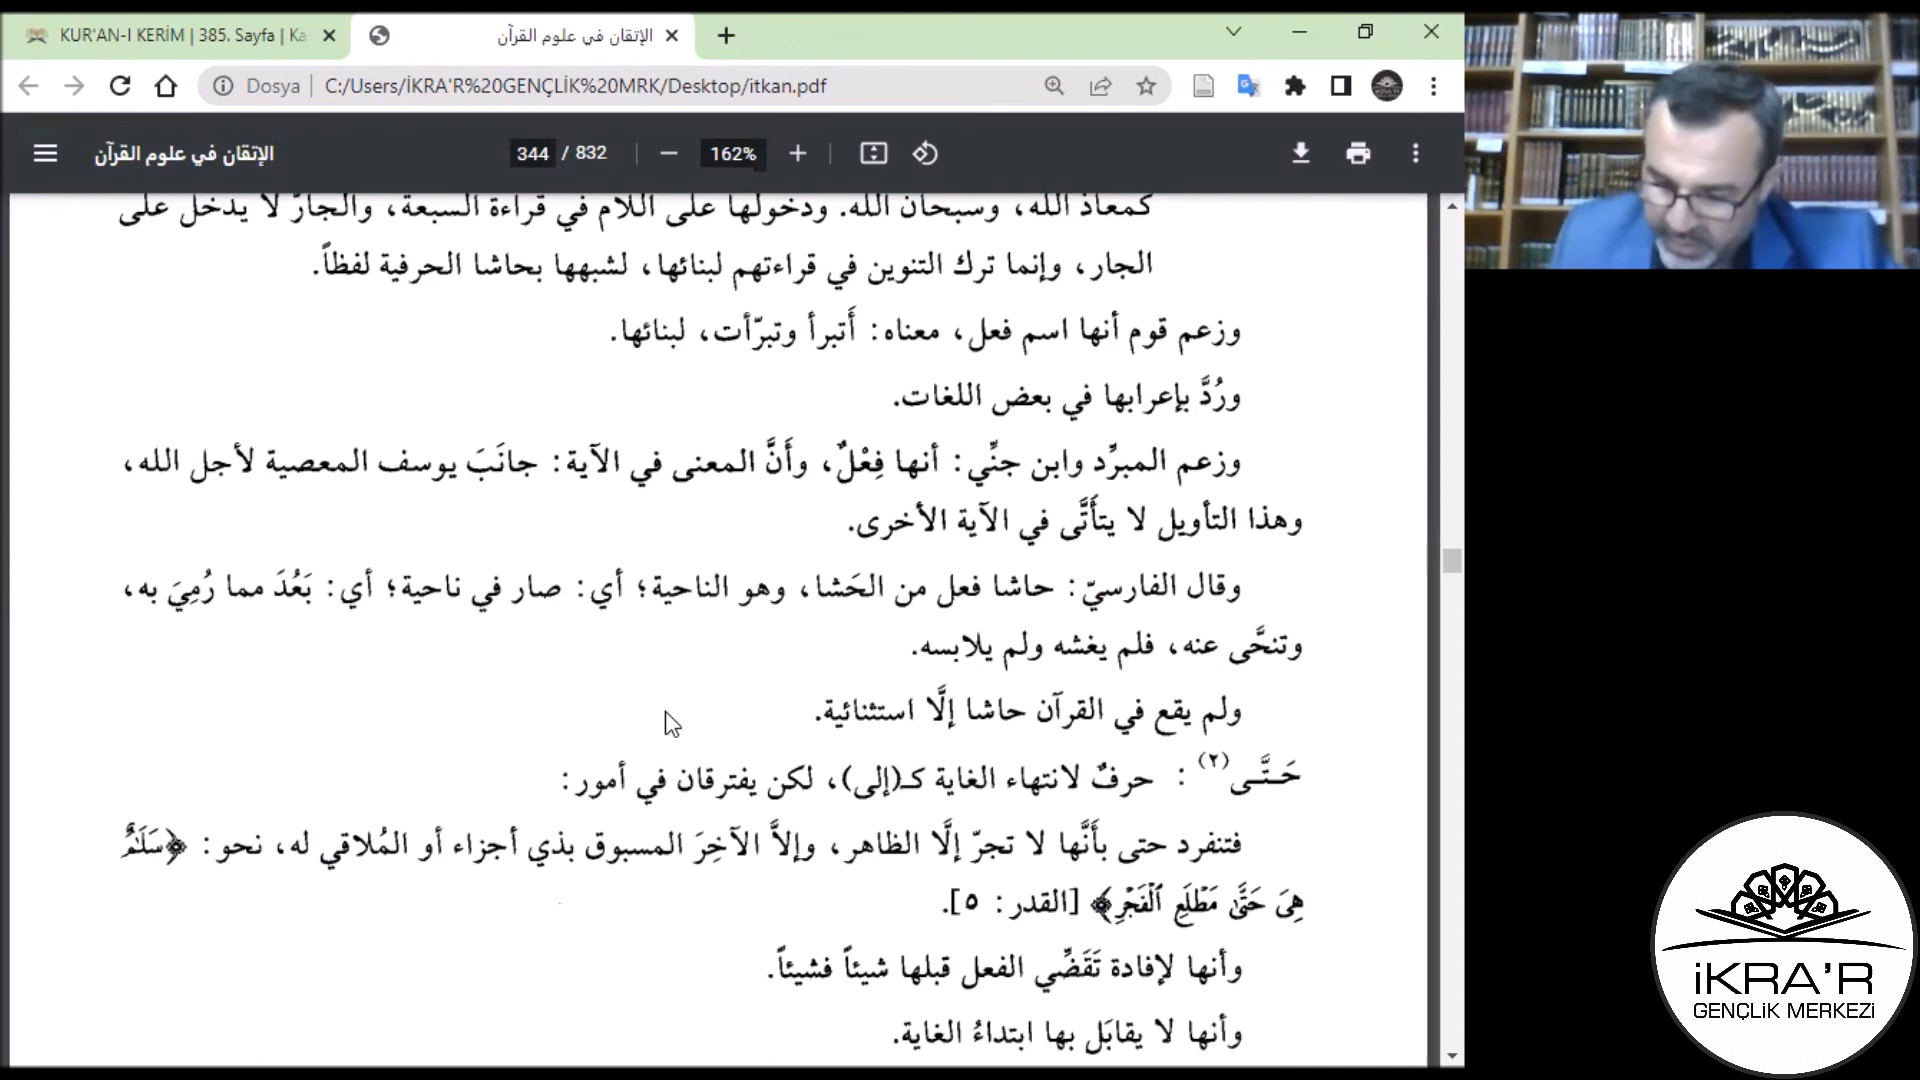 KUR'AN-I KERİM | 385. Sayfa | Ka
الإتقان في علوم القرآن
Dosya
C:/Users/İKRA'R%20GENÇLİK%20MRK/Desktop/itkan.pdf
الإتقان في علوم القرآن
344 / 832
162%
كمعاذ الله، وسبحان الله. ودخولها على اللام في قراءة السبعة، والجارّ لا يدخل على
الجار، وإنما ترك التنوين في قراءتهم لبنائها، لشبهها بحاشا الحرفية لفظاً.
وزعم قوم أنها اسم فعل، معناه: أَتبرأ وتبرّأت، لبنائها.
ورُدَّ بإعرابها في بعض اللغات.
وزعم المبرِّد وابن جنِّي: أنها فِعْلٌ، وأَنَّ المعنى في الآية: جانَبَ يوسف المعصية لأجل الله،
وهذا التأويل لا يتأَتَّى في الآية الأخرى.
وقال الفارسيّ: حاشا فعل من الحَشا، وهو الناحية؛ أي: صار في ناحية؛ أي: بَعُدَ مما رُمِيَ به،
وتنحَّى عنه، فلم يغشه ولم يلابسه.
ولم يقع في القرآن حاشا إلَّا استثنائية.
حَـتَّـى(٢) : حرفٌ لانتهاء الغاية كـ(إلى)، لكن يفترقان في أمور:
فتنفرد حتى بأَنَّها لا تجرّ إلَّا الظاهر، وإلاَّ الآخِرَ المسبوق بذي أجزاء أو المُلاقي له، نحو: ﴿سَلَٰمٌ
هِىَ حَتَّىٰ مَطْلَعِ ٱلْفَجْرِ﴾ [القدر: ٥].
وأنها لإفادة تَقَضِّي الفعل قبلها شيئاً فشيئاً.
وأنها لا يقابَل بها ابتداءُ الغاية.
iKRA'R
GENÇLiK MERKEZi